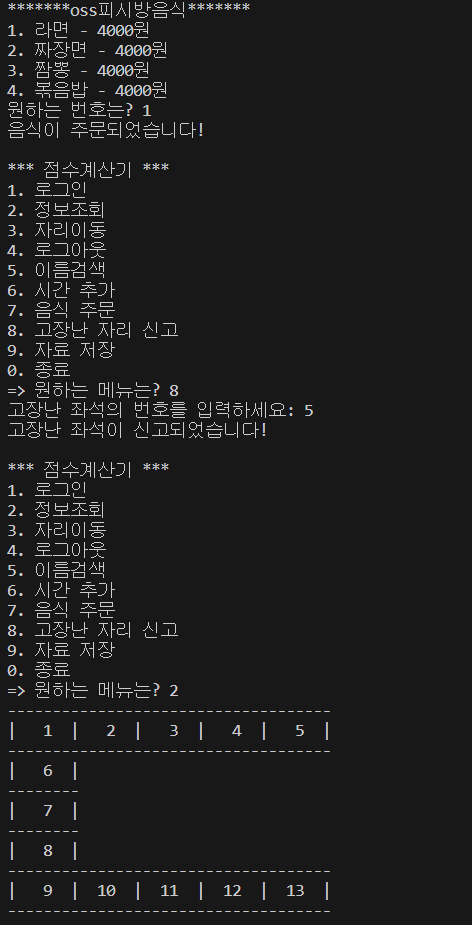 *******oss피시방음식*******
1. 라면 - 4000원
2. 짜장면 - 4000원
3. 짬뽕 - 4000원
4. 볶음밥 - 4000원
원하는 번호는? 1
음식이 주문되었습니다!
*** 점수계산기 ***
1. 로그인
2. 정보조회
3. 자리이동
4. 로그아웃
5. 이름검색
6. 시간 추가
7. 음식 주문
8. 고장난 자리 신고
9. 자료 저장
0. 종료
=> 원하는 메뉴는? 8
고장난 좌석의 번호를 입력하세요: 5
고장난 좌석이 신고되었습니다!
*** 점수계산기 ***
1. 로그인
2. 정보조회
3. 자리이동
4. 로그아웃
5. 이름검색
6. 시간 추가
7. 음식 주문
8. 고장난 자리 신고
9. 자료 저장
0. 종료
=> 원하는 메뉴는? 2
------------------------------------
|   1  |   2  |   3  |   4  |   5  |
------------------------------------
|   6  |
--------
|   7  |
--------
|   8  |
------------------------------------
|   9  |  10  |  11  |  12  |  13  |
------------------------------------